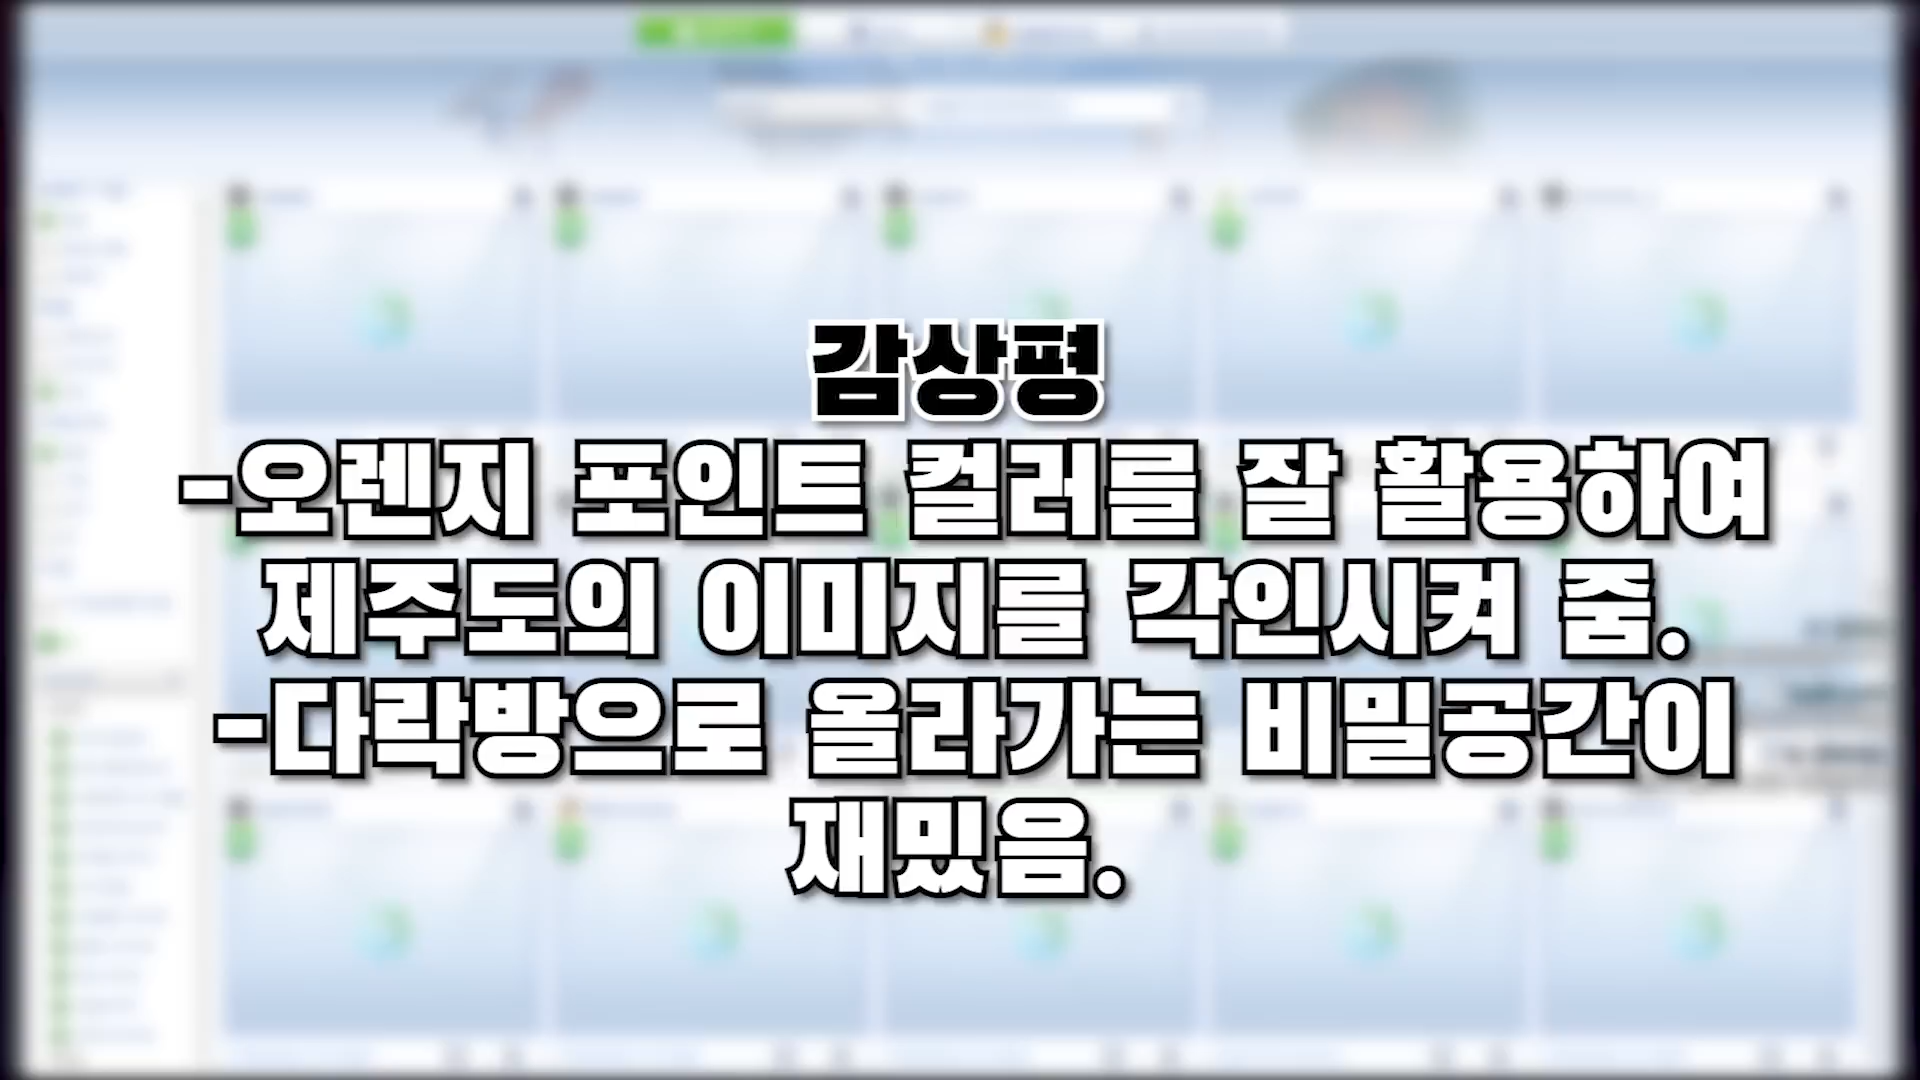 감상평
-오렌지 포인트 컬러를 잘 활용하여
제주도의 이미지를 각인시켜 줌.
-다락방으로 올라가는 비밀공간이
재밌음.